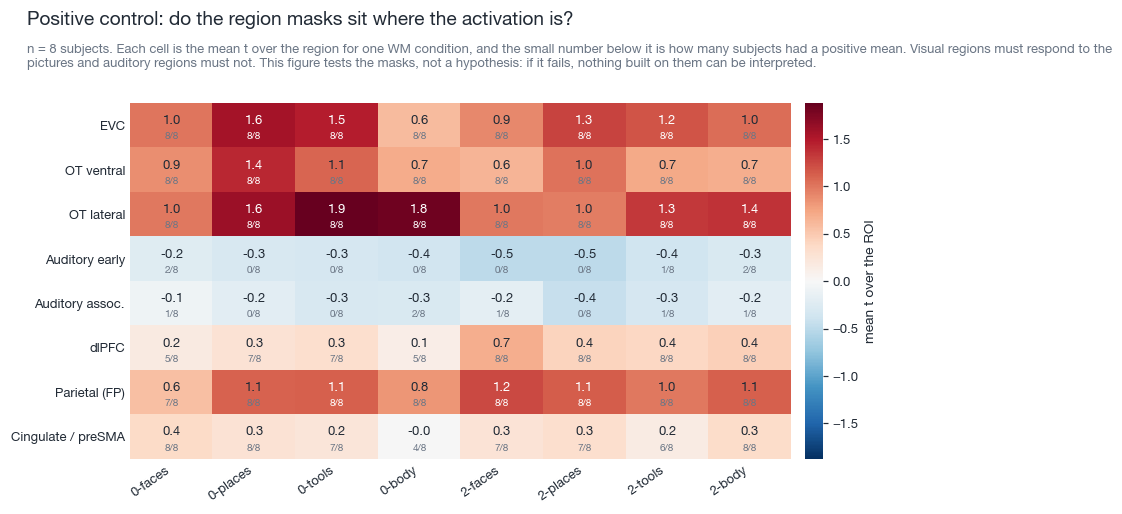 Positive control: do the region masks sit where the activation is?
n = 8 subjects. Each cell is the mean t over the region for one WM condition, and the small number below it is how many subjects had a positive mean. Visual regions must respond to the
pictures and auditory regions must not. This figure tests the masks, not a hypothesis: if it fails, nothing built on them can be interpreted.
EVC 1.0 1.6 1.5 0.6 0.9 1.3 1.2 1.0
8/8 8/8 8/8 8/8 8/8 8/8 8/8 8/8
OT ventral 0.9 1.4 1.1 0.7 0.6 1.0 0.7 0.7
8/8 8/8 8/8 8/8 8/8 8/8 8/8 8/8
OT lateral 1.0 1.6 1.9 1.8 1.0 1.0 1.3 1.4
8/8 8/8 8/8 8/8 8/8 8/8 8/8 8/8
Auditory early -0.2 -0.3 -0.3 -0.4 -0.5 -0.5 -0.4 -0.3
2/8 0/8 0/8 0/8 0/8 0/8 1/8 2/8
Auditory assoc. -0.1 -0.2 -0.3 -0.3 -0.2 -0.4 -0.3 -0.2
1/8 0/8 0/8 2/8 1/8 0/8 1/8 1/8
dlPFC 0.2 0.3 0.3 0.1 0.7 0.4 0.4 0.4
5/8 7/8 7/8 5/8 8/8 8/8 8/8 8/8
Parietal (FP) 0.6 1.1 1.1 0.8 1.2 1.1 1.0 1.1
7/8 8/8 8/8 8/8 8/8 8/8 8/8 8/8
Cingulate / preSMA 0.4 0.3 0.2 -0.0 0.3 0.3 0.2 0.3
8/8 8/8 7/8 4/8 7/8 7/8 6/8 8/8
0-faces 0-places 0-tools 0-body 2-faces 2-places 2-tools 2-body
1.5
1.0
0.5
0.0
−0.5
−1.0
−1.5
mean t over the ROI